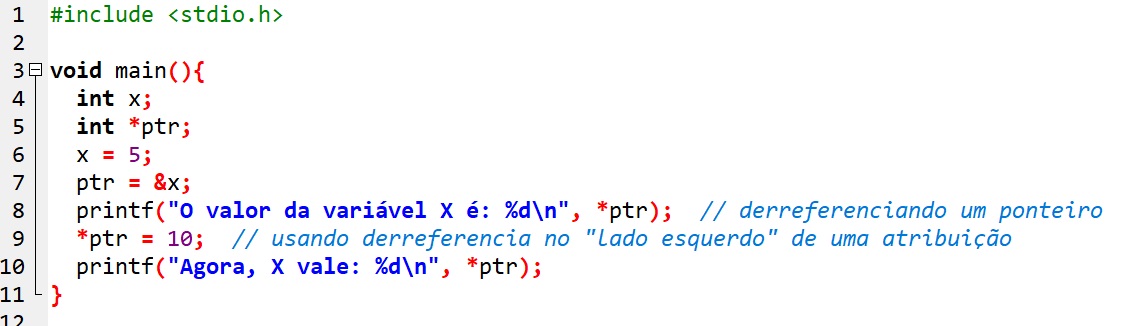 1 #include <stdio.h>
2
3 void main(){
4 int x;
5 int *ptr;
6 x = 5;
7 ptr = &x;
8 printf("O valor da variável X é: %d\n", *ptr);  // derreferenciando um ponteiro
9 *ptr = 10;  // usando derreferencia no "lado esquerdo" de uma atribuição
10 printf("Agora, X vale: %d\n", *ptr);
11 }
12